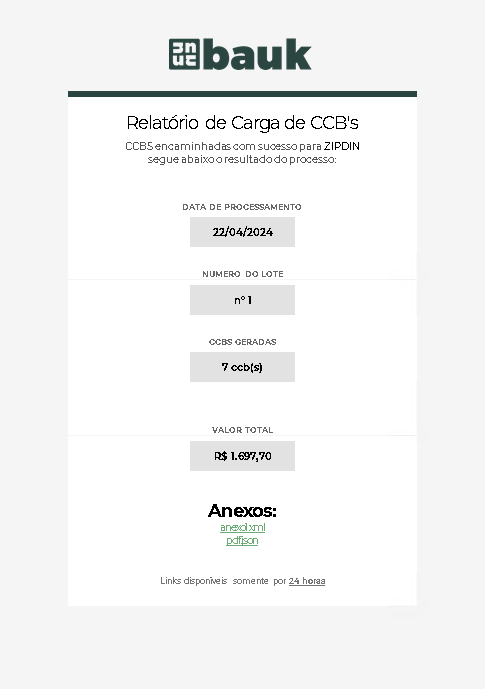 bauk
Relatório de Carga de CCB's
CCBS encaminhadas com sucesso para ZIPDIN
segue abaixo o resultado do processo:
DATA DE PROCESSAMENTO
22/04/2024
NUMERO DO LOTE
nº 1
CCBS GERADAS
7 ccb(s)
VALOR TOTAL
R$ 1.697,70
Anexos:
anexo1.xml
pdf.json
Links disponíveis somente por 24 horas